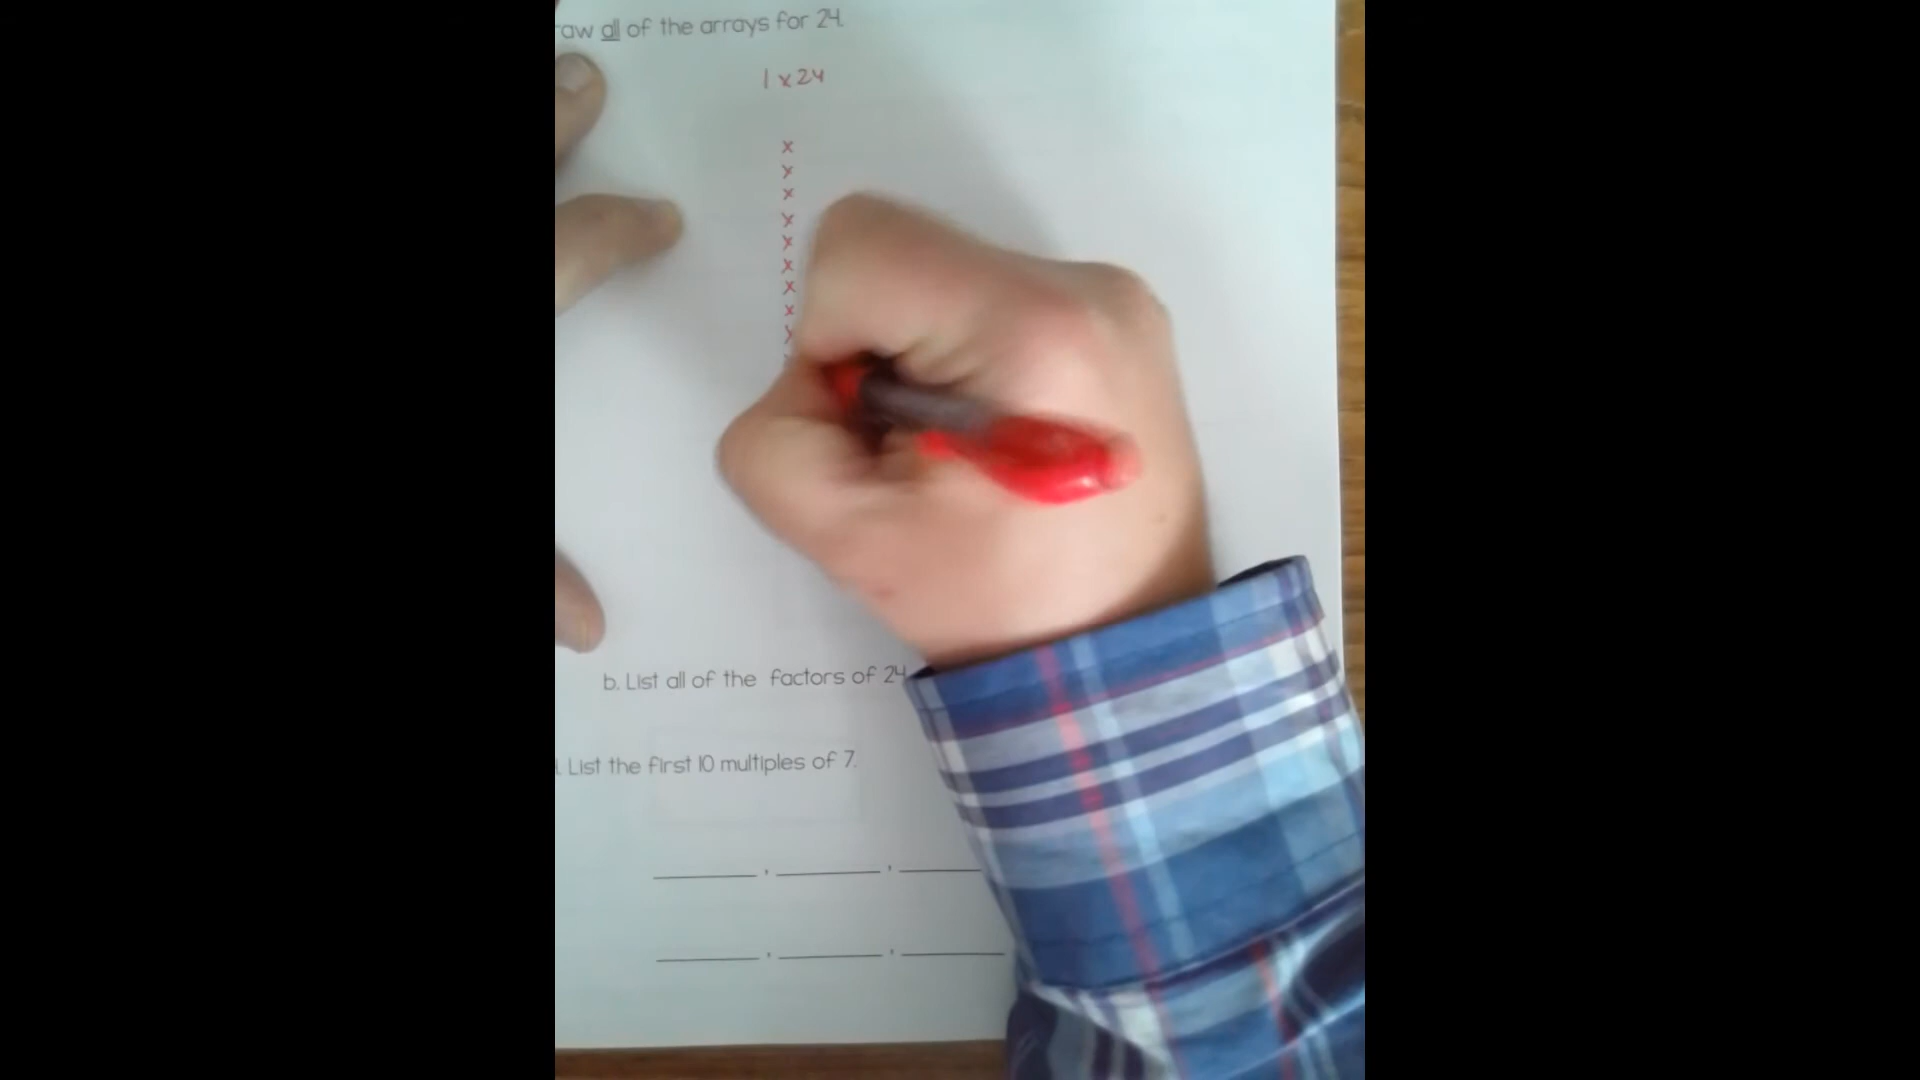 all of the arrays for 24.
1 x 24
x
x
x
x
x
x
x
x
x
b. List all of the factors of 24
. List the first 10 multiples of 7.